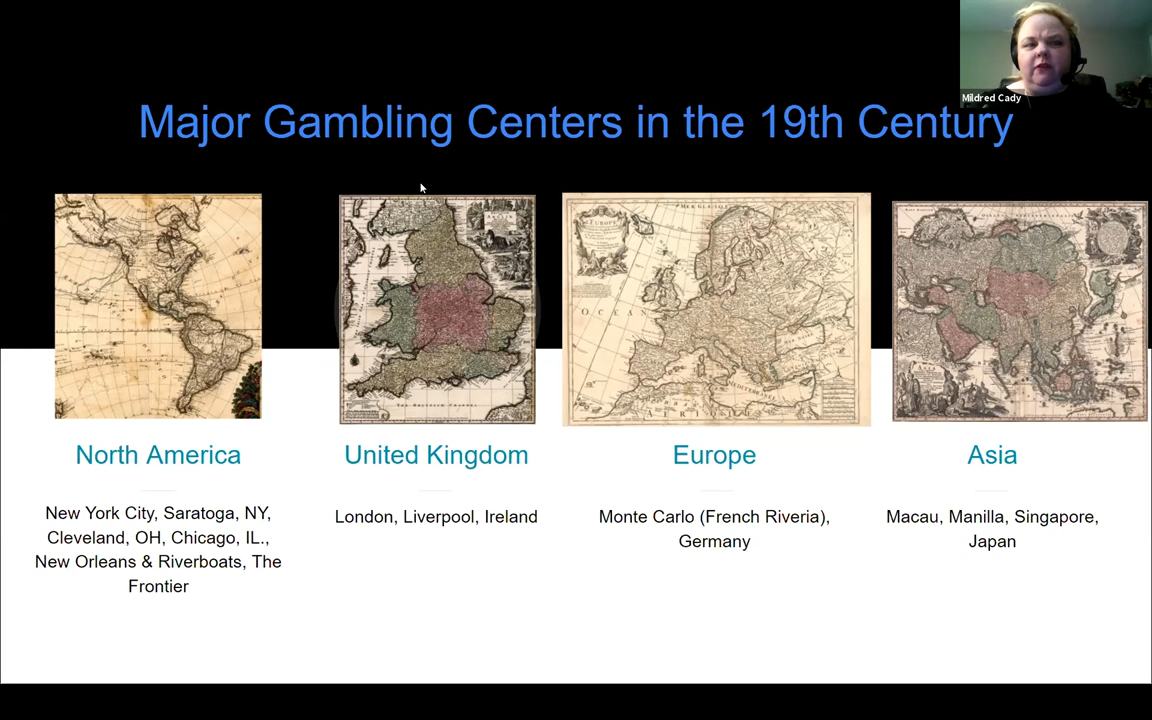 Mildred Cady
Major Gambling Centers in the 19th Century
North America
New York City, Saratoga, NY,
Cleveland, OH, Chicago, IL.,
New Orleans & Riverboats, The
Frontier
United Kingdom
London, Liverpool, Ireland
Europe
Monte Carlo (French Riveria),
Germany
Asia
Macau, Manilla, Singapore,
Japan